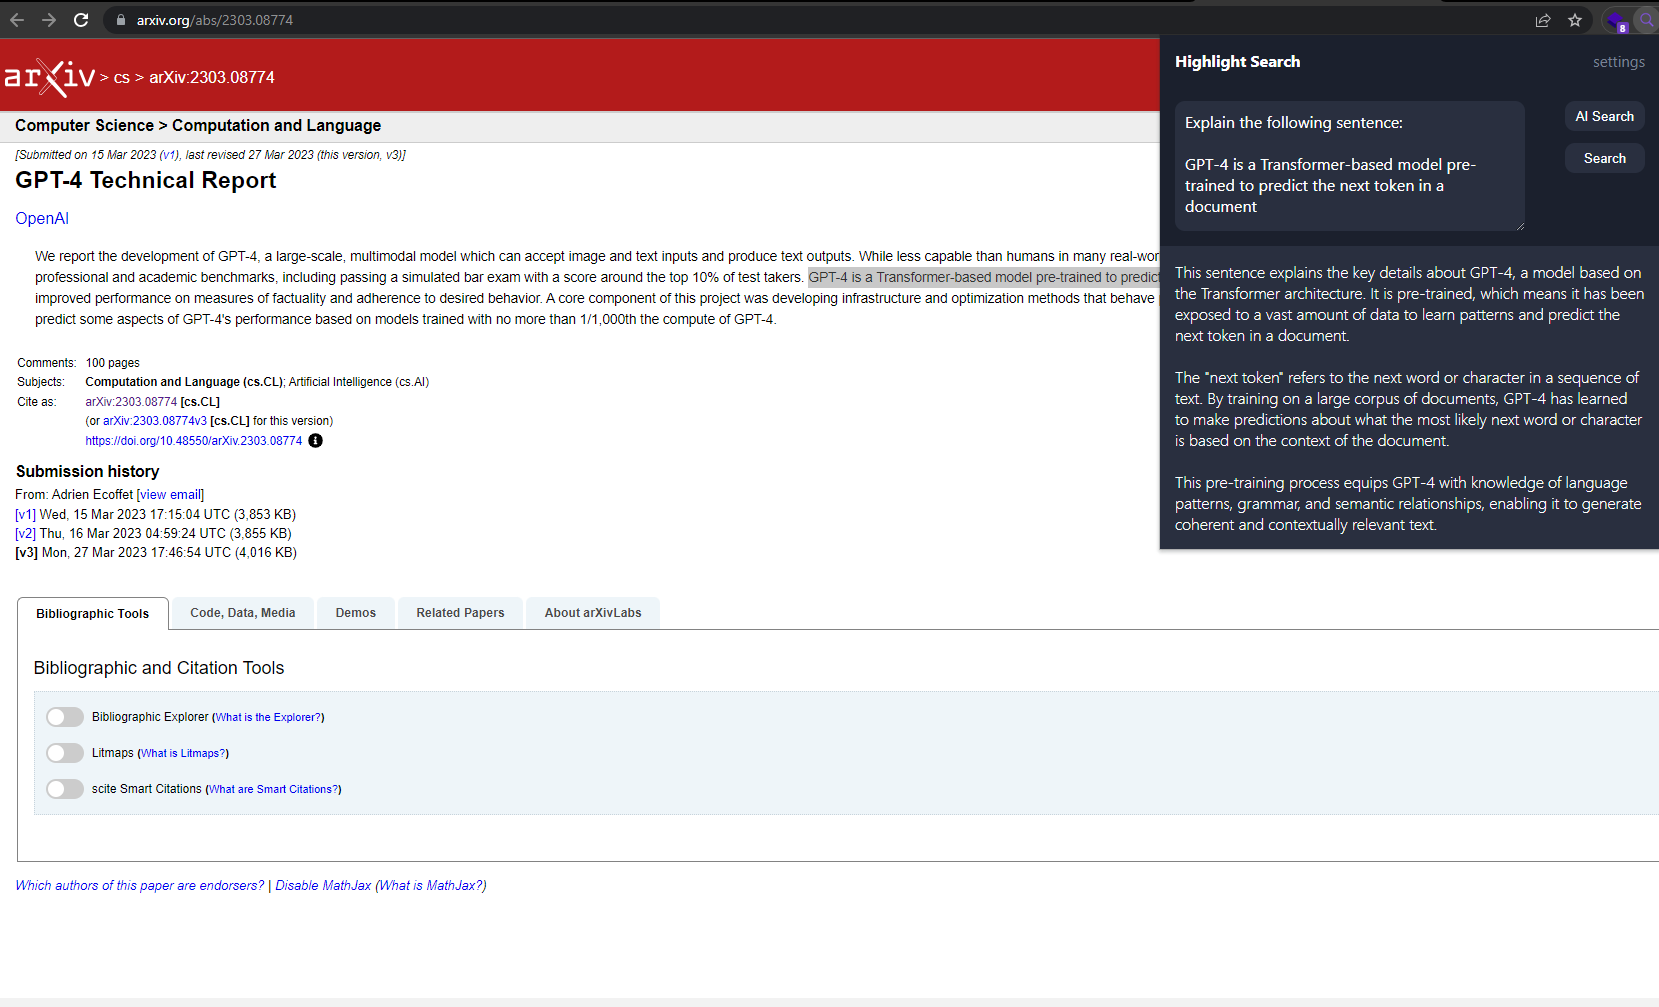 arxiv.org/abs/2303.08774
8
arXiv > cs > arXiv:2303.08774
Computer Science > Computation and Language
[Submitted on 15 Mar 2023 (v1), last revised 27 Mar 2023 (this version, v3)]
GPT-4 Technical Report
OpenAI
We report the development of GPT-4, a large-scale, multimodal model which can accept image and text inputs and produce text outputs. While less capable than humans in many real-wor
professional and academic benchmarks, including passing a simulated bar exam with a score around the top 10% of test takers. GPT-4 is a Transformer-based model pre-trained to predict
improved performance on measures of factuality and adherence to desired behavior. A core component of this project was developing infrastructure and optimization methods that behave
predict some aspects of GPT-4's performance based on models trained with no more than 1/1,000th the compute of GPT-4.
Comments: 100 pages
Subjects: Computation and Language (cs.CL); Artificial Intelligence (cs.AI)
Cite as: arXiv:2303.08774 [cs.CL]
(or arXiv:2303.08774v3 [cs.CL] for this version)
https://doi.org/10.48550/arXiv.2303.08774
Submission history
From: Adrien Ecoffet [view email]
[v1] Wed, 15 Mar 2023 17:15:04 UTC (3,853 KB)
[v2] Thu, 16 Mar 2023 04:59:24 UTC (3,855 KB)
[v3] Mon, 27 Mar 2023 17:46:54 UTC (4,016 KB)
Bibliographic Tools
Code, Data, Media
Demos
Related Papers
About arXivLabs
Bibliographic and Citation Tools
Bibliographic Explorer (What is the Explorer?)
Litmaps (What is Litmaps?)
scite Smart Citations (What are Smart Citations?)
Which authors of this paper are endorsers? | Disable MathJax (What is MathJax?)
Highlight Search
settings
Explain the following sentence:
GPT-4 is a Transformer-based model pre-
trained to predict the next token in a
document
AI Search
Search
This sentence explains the key details about GPT-4, a model based on
the Transformer architecture. It is pre-trained, which means it has been
exposed to a vast amount of data to learn patterns and predict the
next token in a document.
The "next token" refers to the next word or character in a sequence of
text. By training on a large corpus of documents, GPT-4 has learned
to make predictions about what the most likely next word or character
is based on the context of the document.
This pre-training process equips GPT-4 with knowledge of language
patterns, grammar, and semantic relationships, enabling it to generate
coherent and contextually relevant text.